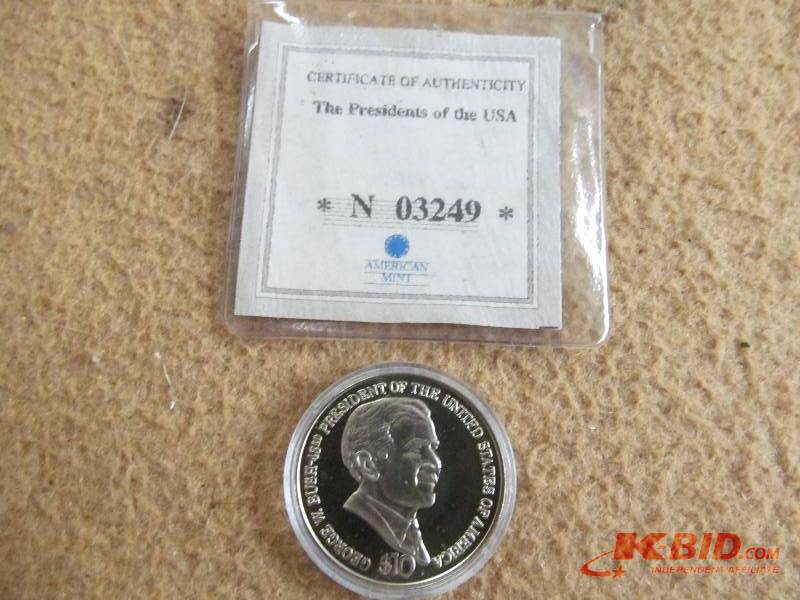 CERTIFICATE OF AUTHENTICITY
The Presidents of the USA
* N 03249 *
AMERICAN
MINT
GEORGE W. BUSH-43RD PRESIDENT OF THE UNITED STATES OF AMERICA
$10
K-BID.COM
INDEPENDENT AFFILIATE